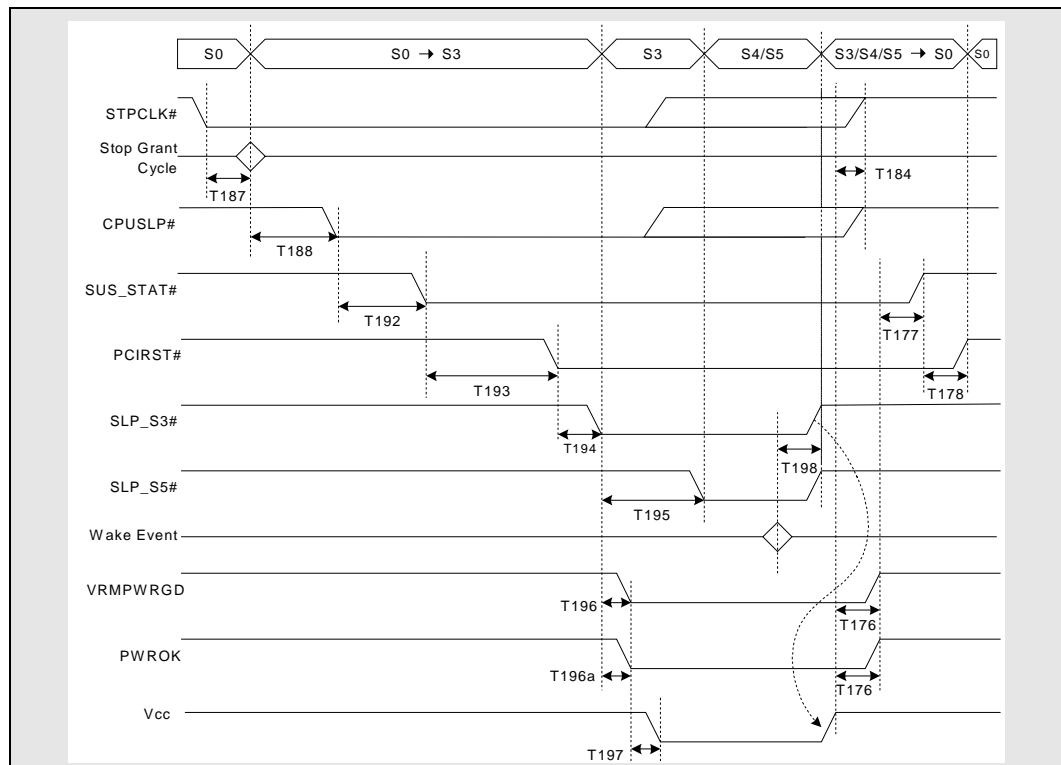 S0 S0 → S3 S3 S4/S5 S3/S4/S5 → S0 S0
STPCLK#
Stop Grant
Cycle
T187
T184
CPUSLP#
T188
SUS_STAT#
T192
T177
PCIRST#
T193
T178
SLP_S3#
T194
T198
SLP_S5#
T195
Wake Event
VRMPWRGD
T196
T176
PWROK
T196a
T176
Vcc
T197